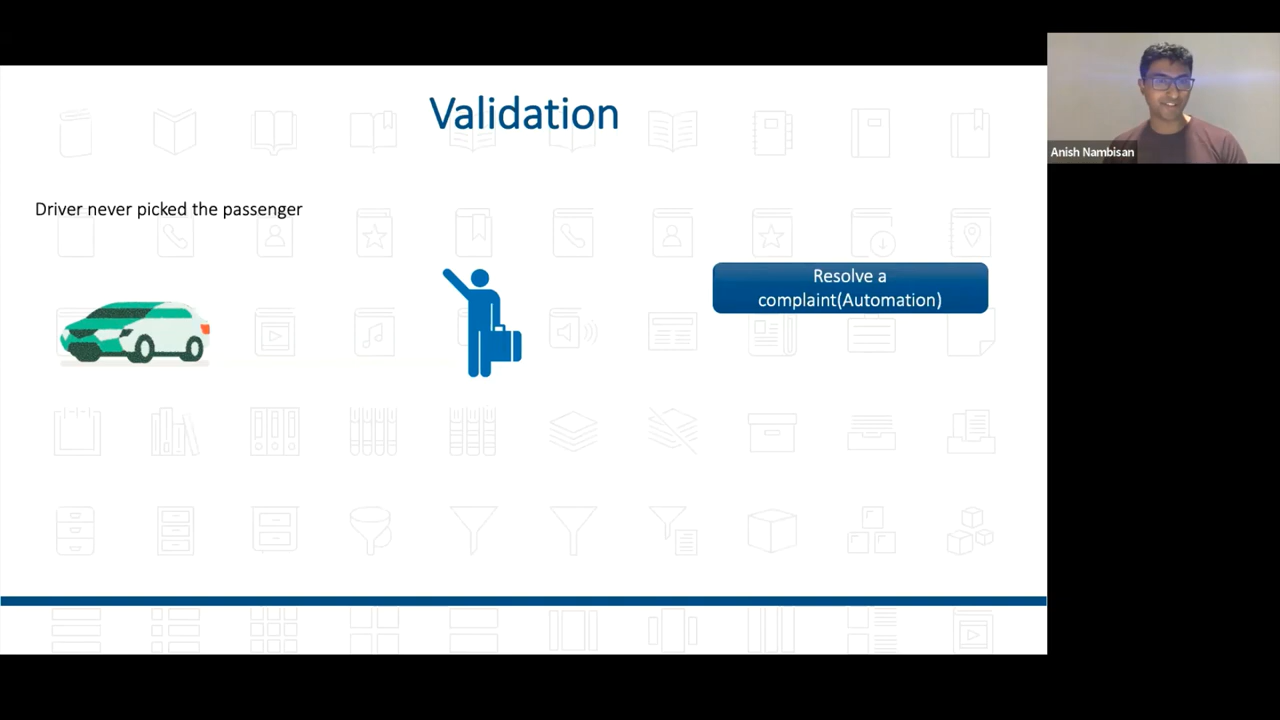 Validation
Anish Nambisan
Driver never picked the passenger
Resolve a
complaint(Automation)